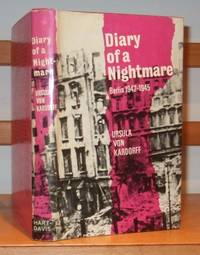 Diary
of a
Night-
mare
URSULA
VON
KARDORFF
HART-
DAVIS
Diary
of a
Nightmare
Berlin 1942-1945
URSULA
VON
KARDORFF